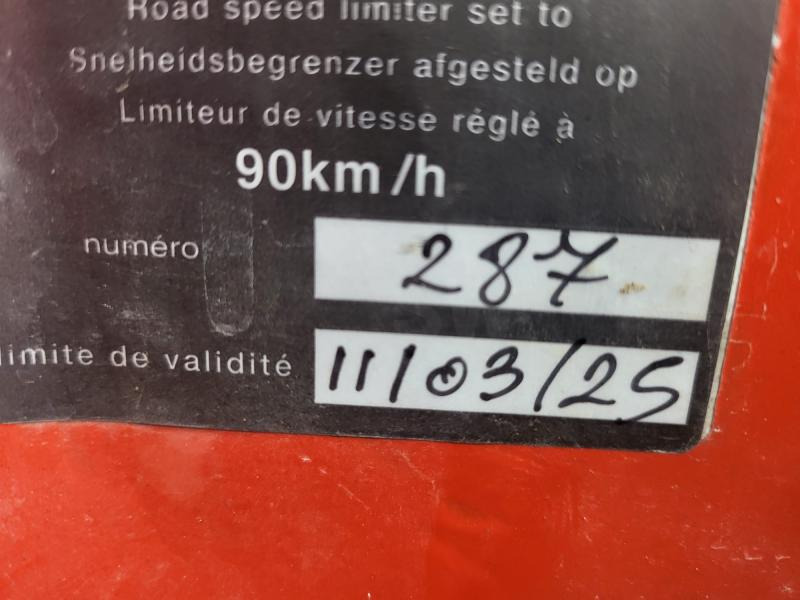 Road speed limiter set to
Snelheidsbegrenzer afgesteld op
Limiteur de vitesse réglé à
90km/h
numéro 287
limite de validité 11/03/25